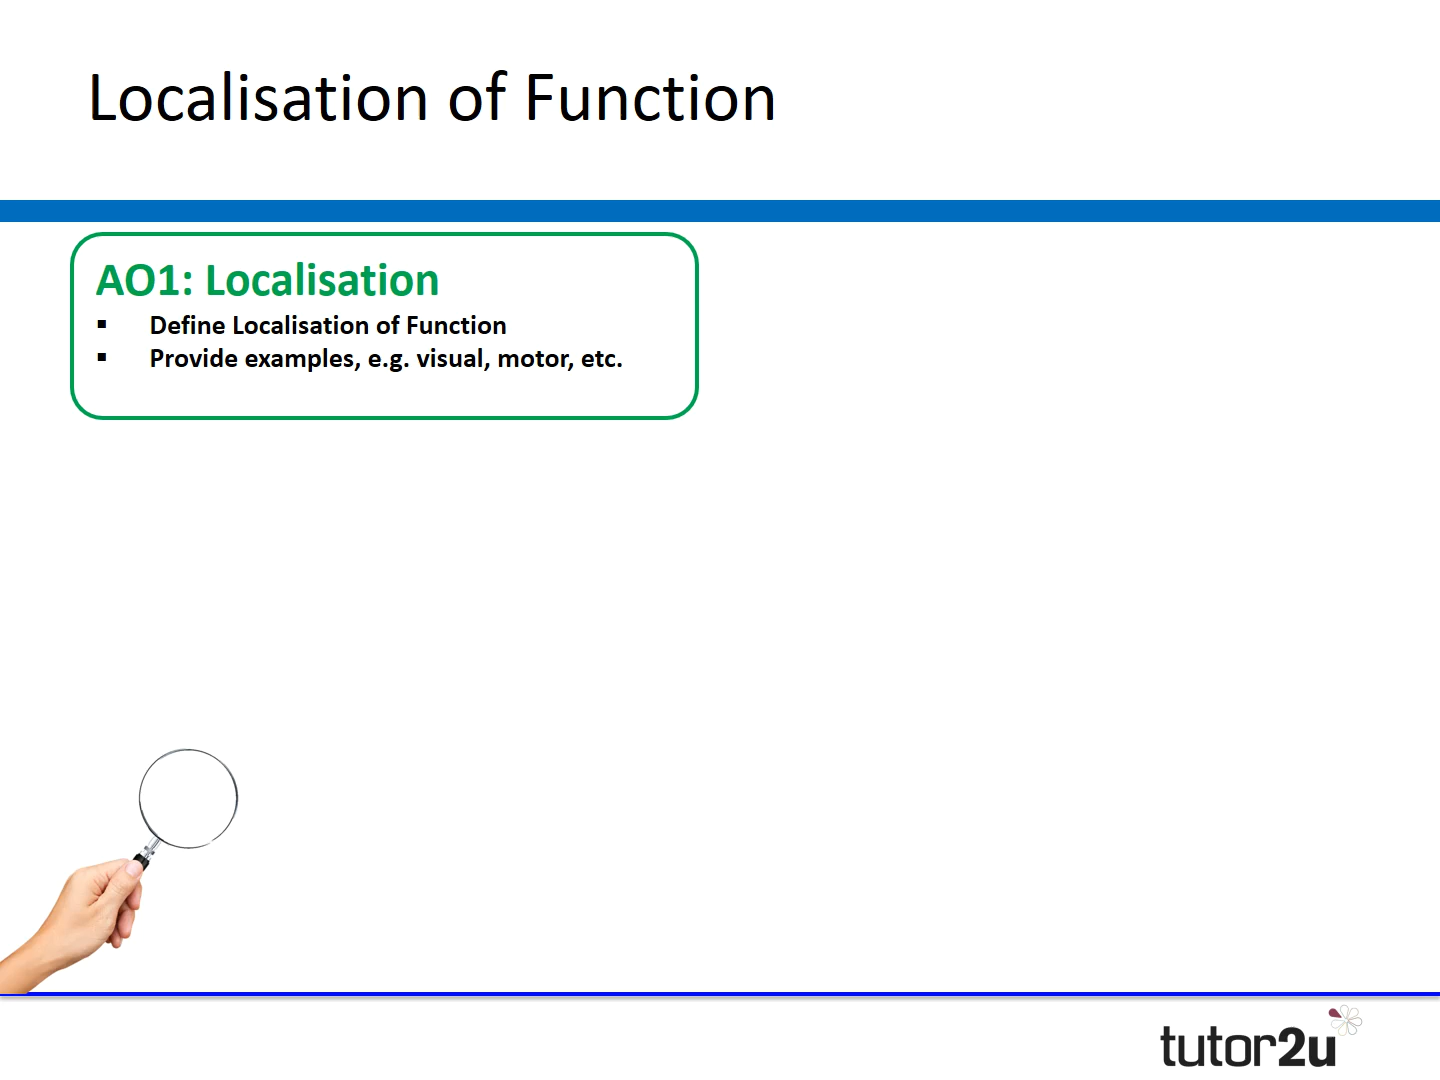 Localisation of Function
AO1: Localisation
▪ Define Localisation of Function
▪ Provide examples, e.g. visual, motor, etc.
tutor2u